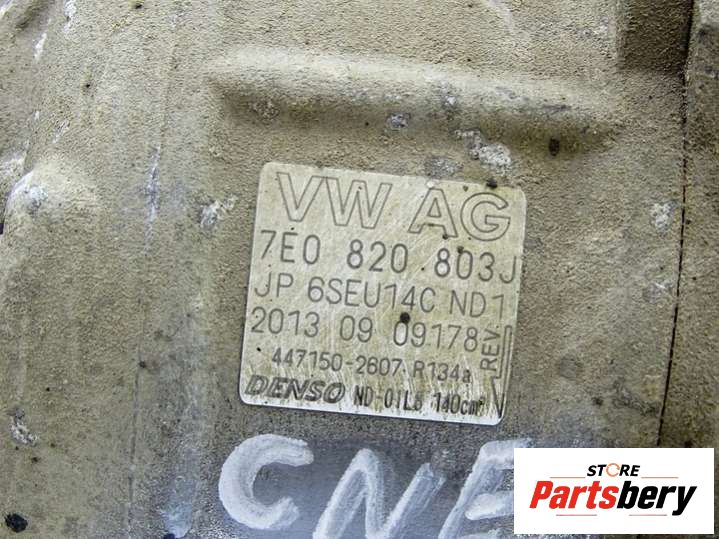 VW AG
7E0 820 803J
JP 6SEU14C ND1
2013 09 09178
REV.
447150-2607 R134a
DENSO ND-OIL8 140cm³
CNE
STORE
Partsbery